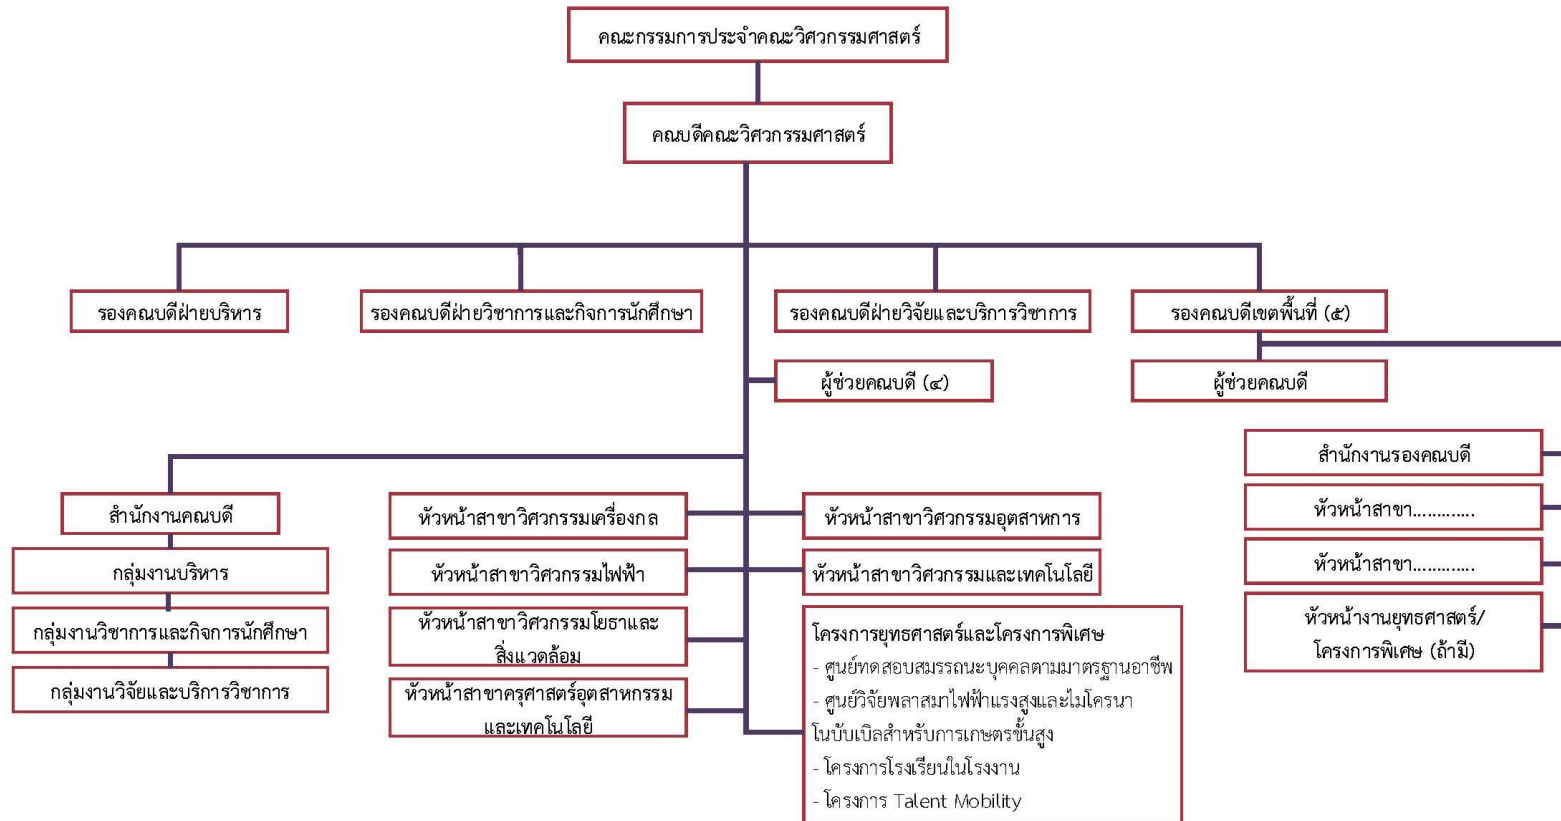 คณะกรรมการประจำคณะวิศวกรรมศาสตร์
คณบดีคณะวิศวกรรมศาสตร์
รองคณบดีฝ่ายบริหาร
รองคณบดีฝ่ายวิชาการและกิจการนักศึกษา
รองคณบดีฝ่ายวิจัยและบริการวิชาการ
รองคณบดีเขตพื้นที่ (๕)
ผู้ช่วยคณบดี (๔)
ผู้ช่วยคณบดี
สำนักงานคณบดี
กลุ่มงานบริหาร
กลุ่มงานวิชาการและกิจการนักศึกษา
กลุ่มงานวิจัยและบริการวิชาการ
หัวหน้าสาขาวิศวกรรมเครื่องกล
หัวหน้าสาขาวิศวกรรมไฟฟ้า
หัวหน้าสาขาวิศวกรรมโยธาและ
สิ่งแวดล้อม
หัวหน้าสาขาครุศาสตร์อุตสาหกรรม
และเทคโนโลยี
หัวหน้าสาขาวิศวกรรมอุตสาหการ
หัวหน้าสาขาวิศวกรรมและเทคโนโลยี
โครงการยุทธศาสตร์และโครงการพิเศษ
- ศูนย์ทดสอบสมรรถนะบุคคลตามมาตรฐานอาชีพ
- ศูนย์วิจัยพลาสมาไฟฟ้าแรงสูงและไมโครนา
โนบับเบิลสำหรับการเกษตรขั้นสูง
- โครงการโรงเรียนในโรงงาน
- โครงการ Talent Mobility
สำนักงานรองคณบดี
หัวหน้าสาขา............
หัวหน้าสาขา............
หัวหน้างานยุทธศาสตร์/
โครงการพิเศษ (ถ้ามี)